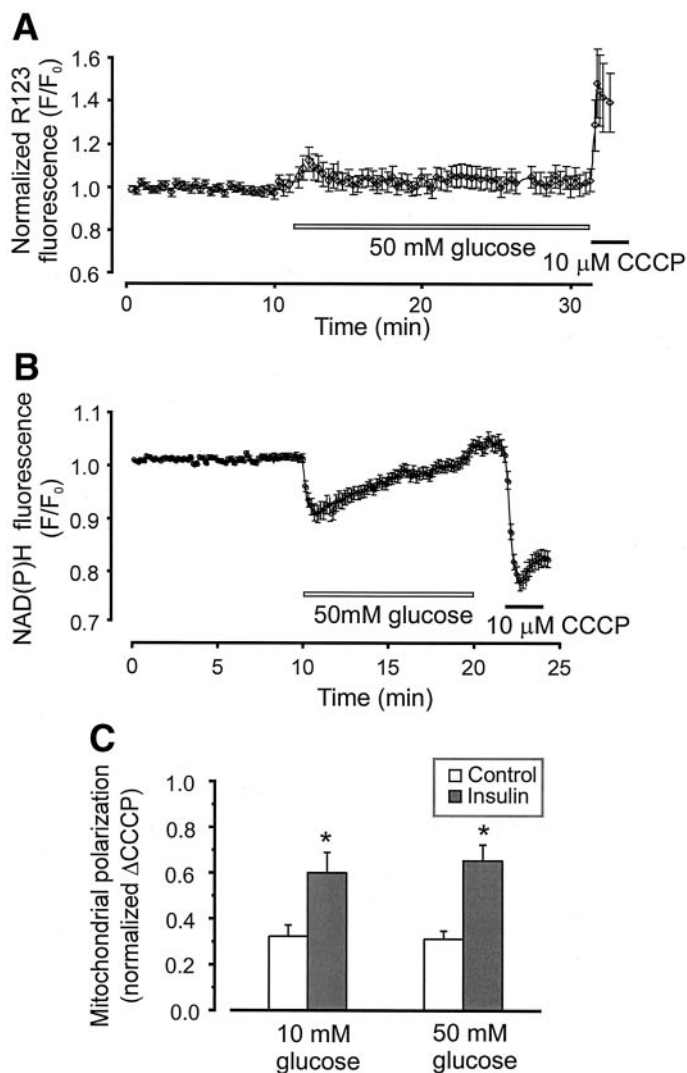 A
Normalized R123
fluorescence (F/F₀)
1.6
1.4
1.2
1.0
0.8
0.6
50 mM glucose
10 μM CCCP
0 10 20 30
Time (min)
B
NAD(P)H fluorescence
(F/F₀)
1.1
1.0
0.9
0.8
0.7
50mM glucose
10 μM CCCP
0 5 10 15 20 25
Time (min)
C
Mitochondrial polarization
(normalized ΔCCCP)
1.0
0.8
0.6
0.4
0.2
0.0
Control
Insulin
* *
10 mM
glucose
50 mM
glucose